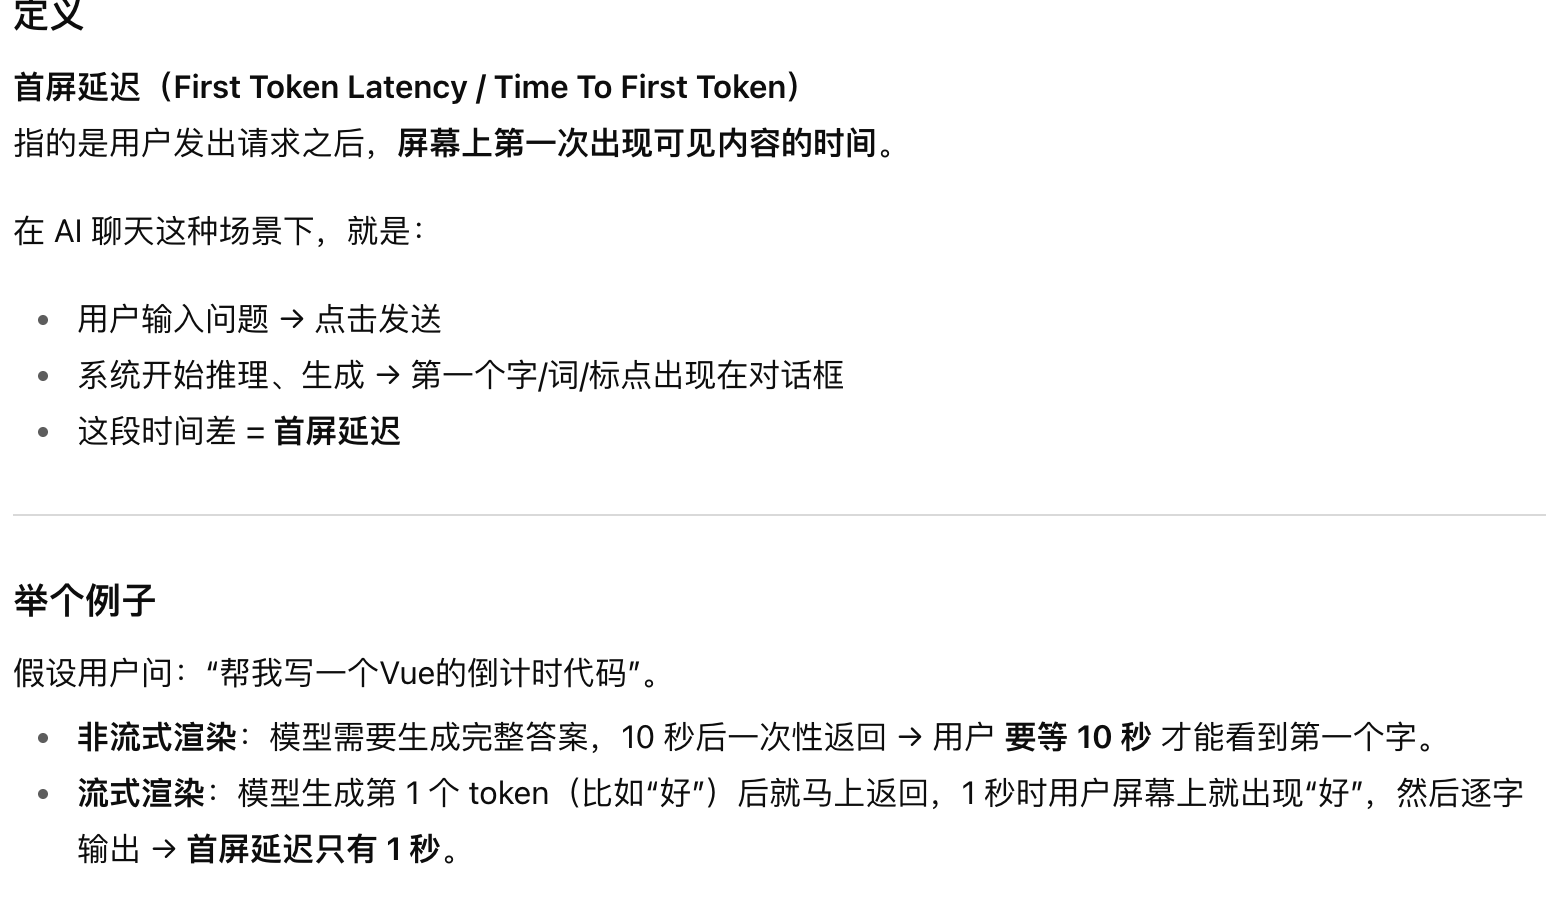 定义
首屏延迟（First Token Latency / Time To First Token）
指的是用户发出请求之后，屏幕上第一次出现可见内容的时间。
在 AI 聊天这种场景下，就是：
• 用户输入问题 → 点击发送
• 系统开始推理、生成 → 第一个字/词/标点出现在对话框
• 这段时间差 = 首屏延迟
举个例子
假设用户问：“帮我写一个Vue的倒计时代码”。
• 非流式渲染：模型需要生成完整答案，10 秒后一次性返回 → 用户 要等 10 秒 才能看到第一个字。
• 流式渲染：模型生成第 1 个 token（比如“好”）后就马上返回，1 秒时用户屏幕上就出现“好”，然后逐字
输出 → 首屏延迟只有 1 秒。